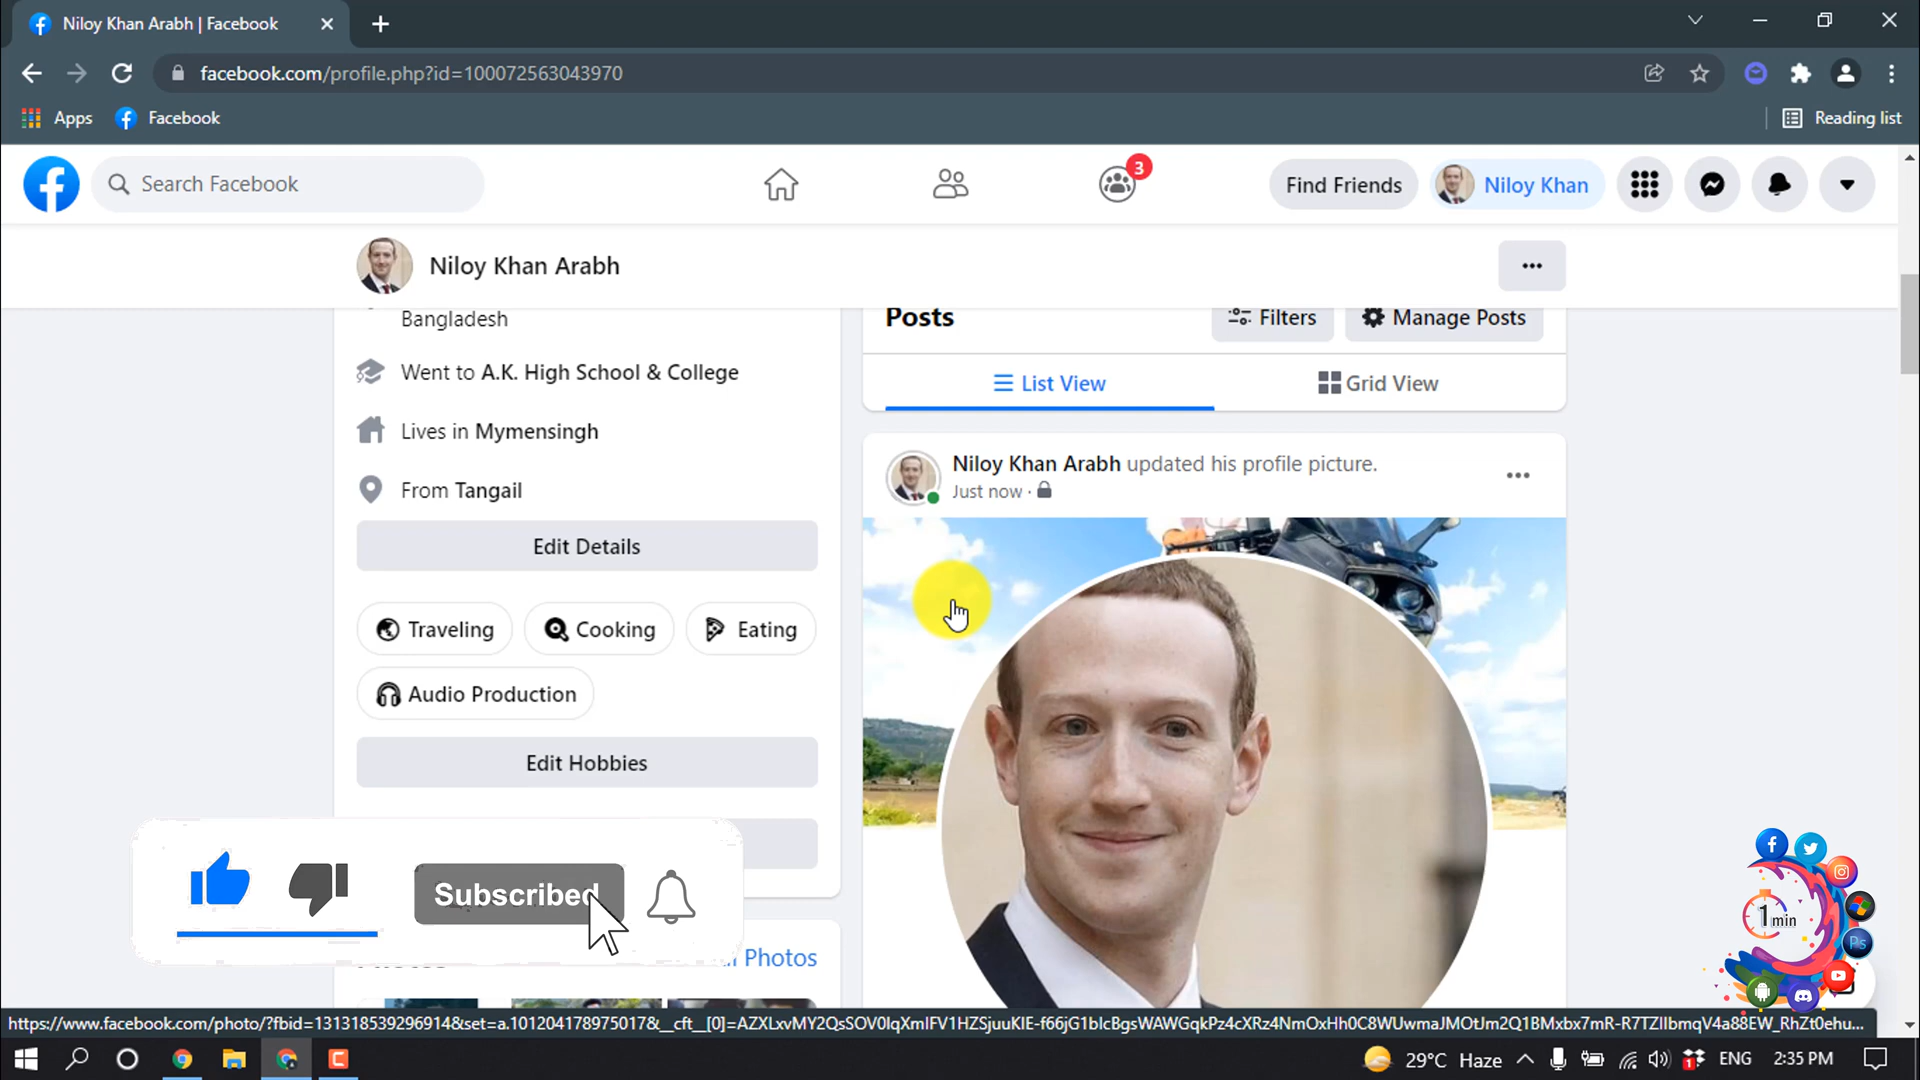 Niloy Khan Arabh | Facebook
facebook.com/profile.php?id=100072563043970
Apps
Facebook
Reading list
Search Facebook
3
Find Friends
Niloy Khan
Niloy Khan Arabh
Bangladesh
Went to A.K. High School & College
Lives in Mymensingh
From Tangail
Edit Details
Traveling
Cooking
Eating
Audio Production
Edit Hobbies
Posts
Filters
Manage Posts
List View
Grid View
Niloy Khan Arabh updated his profile picture.
Just now ·
Subscribed
Photos
1 min
Ps
https://www.facebook.com/photo/?fbid=131318539296914&set=a.101204178975017&__cft__[0]=
29°C Haze
1
ENG
2:35 PM